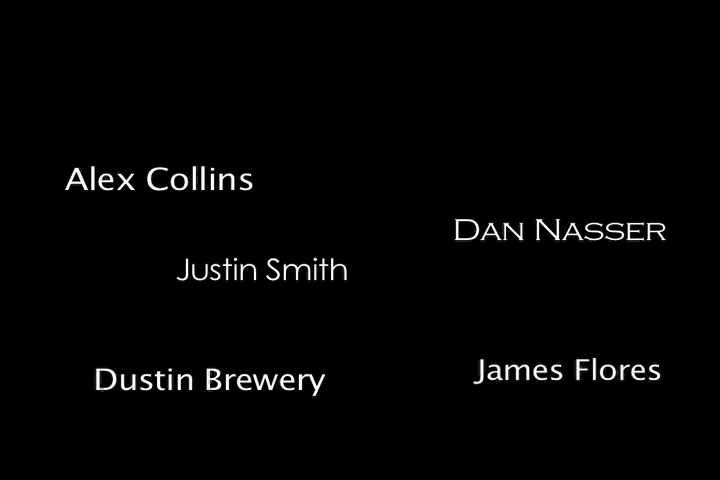 Alex Collins
Dan Nasser
Justin Smith
James Flores
Dustin Brewery